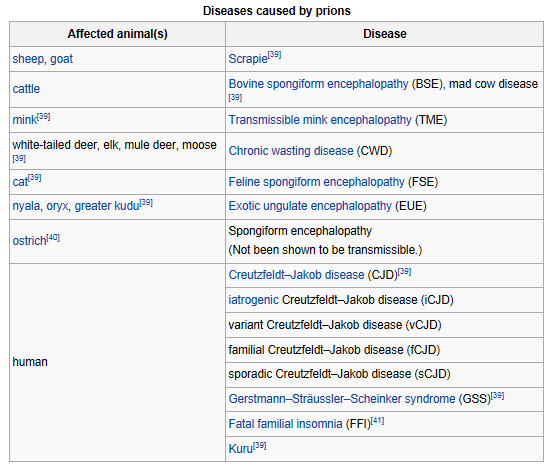 Diseases caused by prions
Affected animal(s) Disease
sheep, goat Scrapie[39]
cattle Bovine spongiform encephalopathy (BSE), mad cow disease
[39]
mink[39] Transmissible mink encephalopathy (TME)
white-tailed deer, elk, mule deer, moose
[39] Chronic wasting disease (CWD)
cat[39] Feline spongiform encephalopathy (FSE)
nyala, oryx, greater kudu[39] Exotic ungulate encephalopathy (EUE)
ostrich[40] Spongiform encephalopathy
(Not been shown to be transmissible.)
human Creutzfeldt–Jakob disease (CJD)[39]
iatrogenic Creutzfeldt–Jakob disease (iCJD)
variant Creutzfeldt–Jakob disease (vCJD)
familial Creutzfeldt–Jakob disease (fCJD)
sporadic Creutzfeldt–Jakob disease (sCJD)
Gerstmann–Sträussler–Scheinker syndrome (GSS)[39]
Fatal familial insomnia (FFI)[41]
Kuru[39]